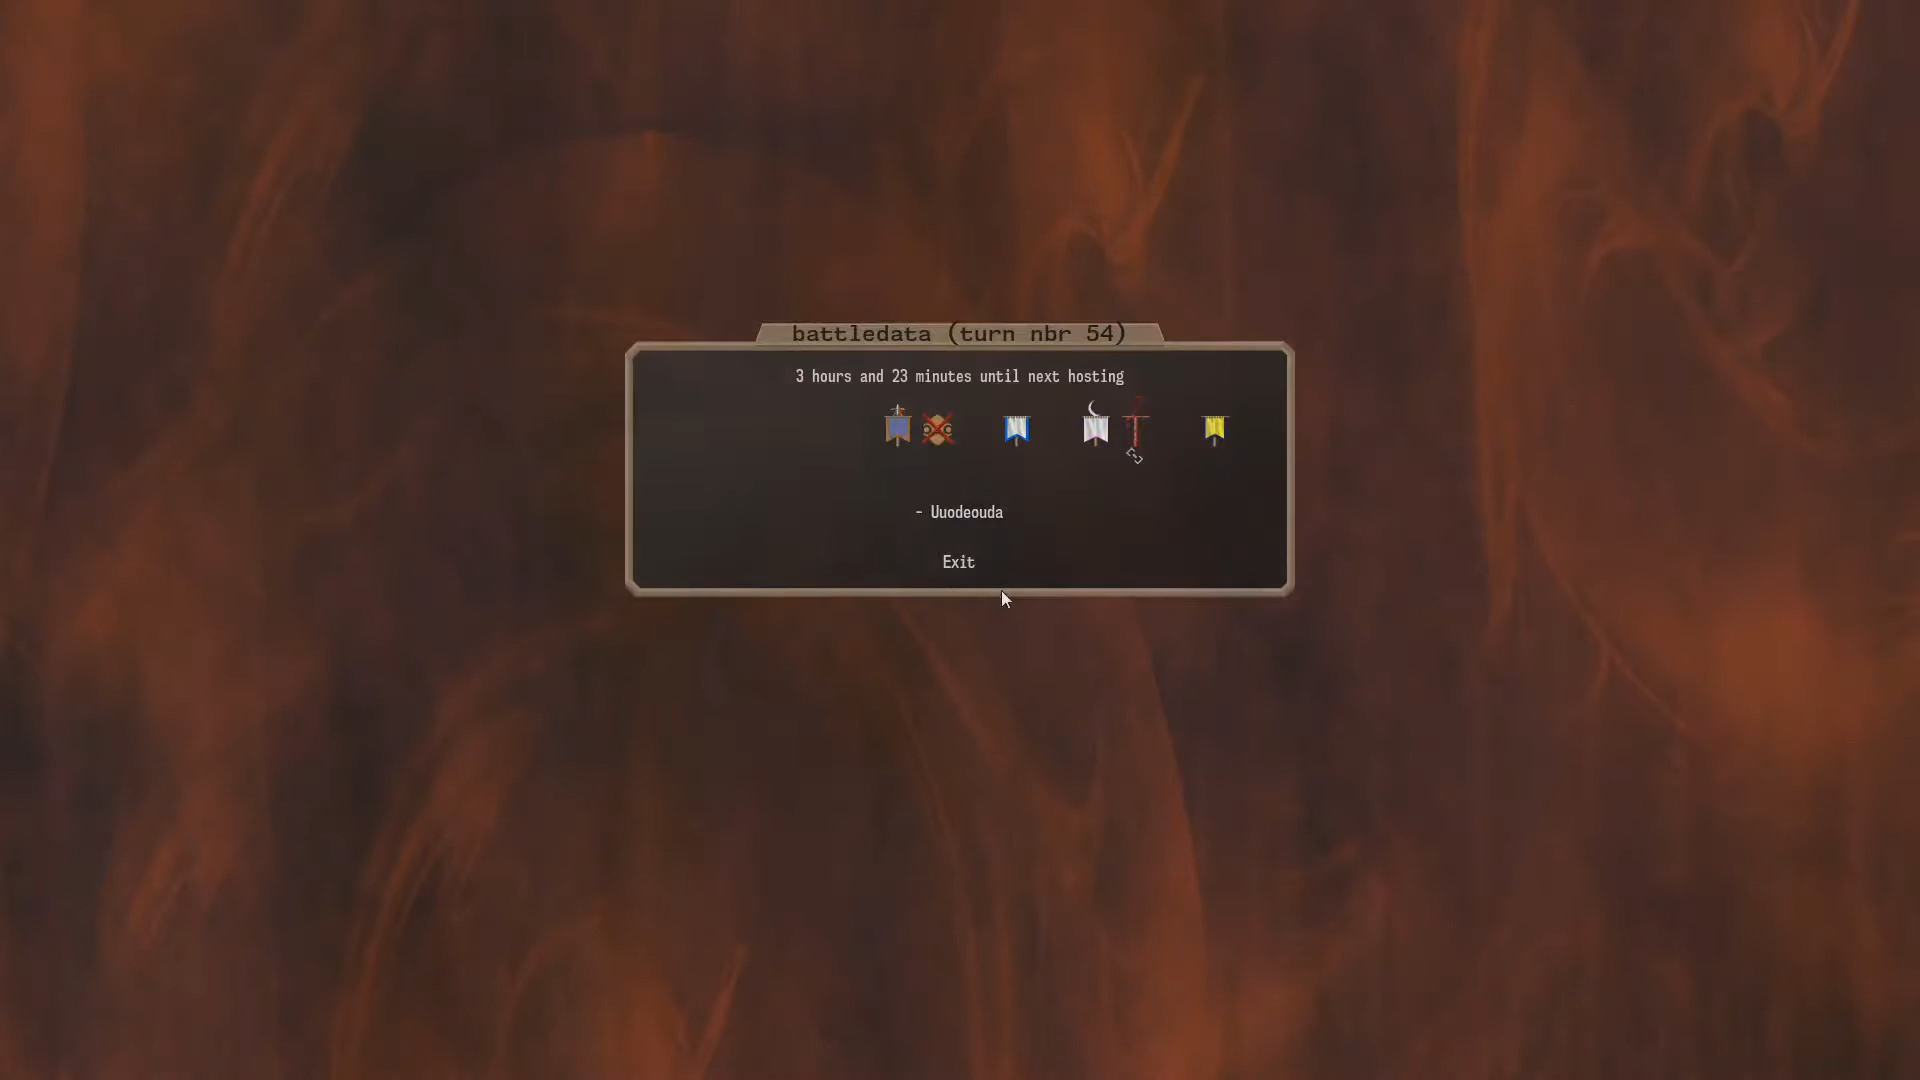 battledata (turn nbr 54)
3 hours and 23 minutes until next hosting
- Uuodeouda
Exit